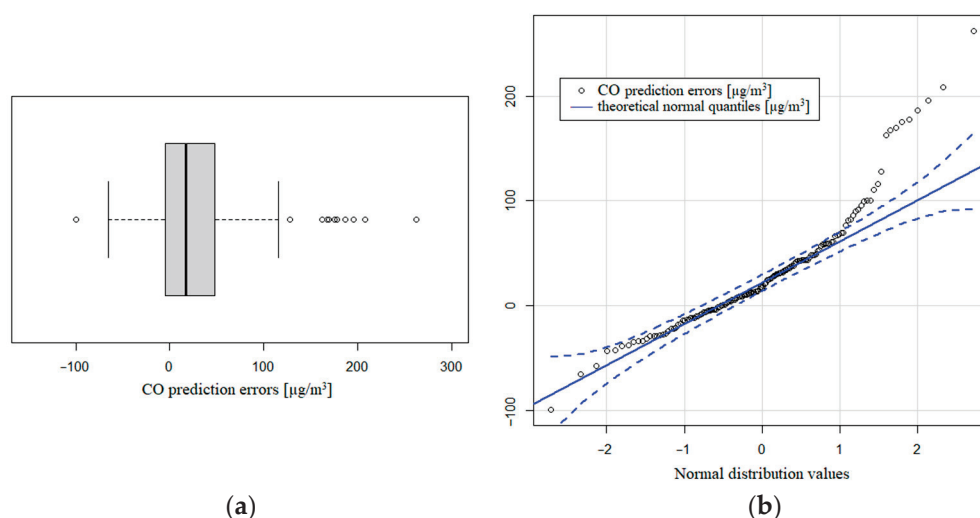 −100
0
100
200
300
CO prediction errors [µg/m³]
(a)
CO prediction errors [µg/m³]
theoretical normal quantiles [µg/m³]
200
100
0
−100
−2
−1
0
1
2
Normal distribution values
(b)